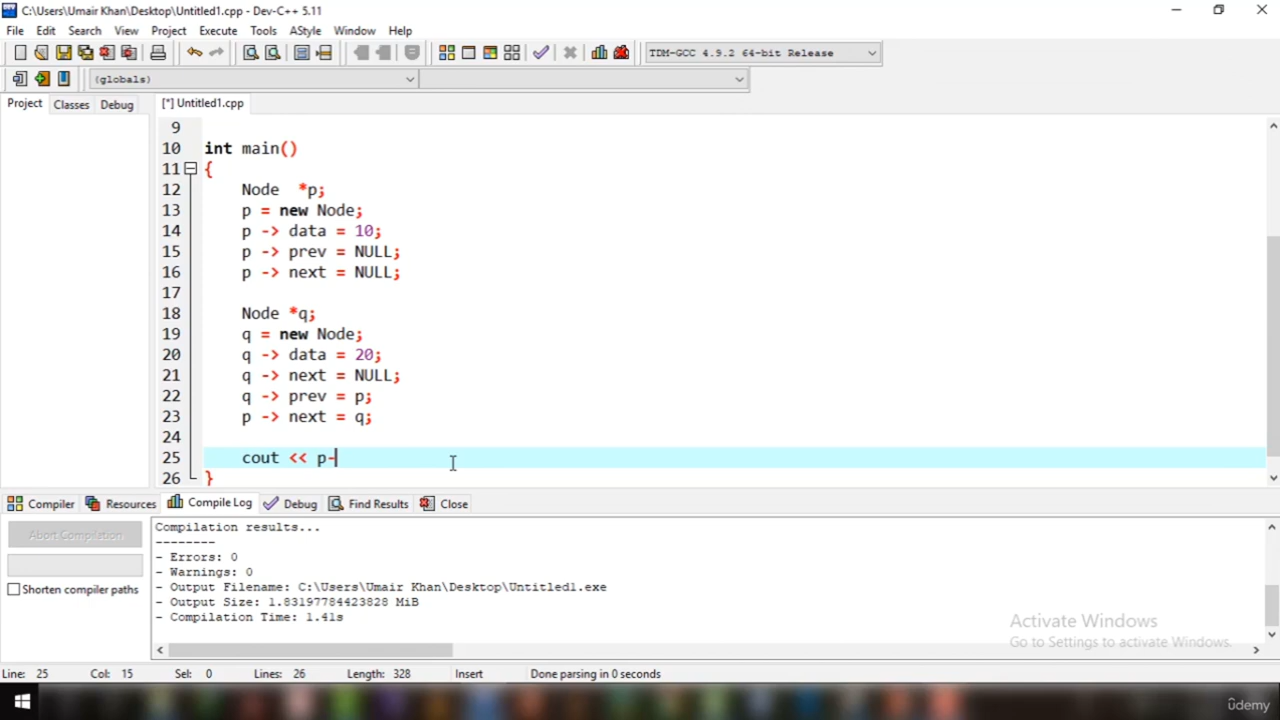 C:\Users\Umair Khan\Desktop\Untitled1.cpp - Dev-C++ 5.11
File Edit Search View Project Execute Tools AStyle Window Help
TDM-GCC 4.9.2 64-bit Release
(globals)
Project Classes Debug [*] Untitled1.cpp
9
10 int main()
11 {
12 Node *p;
13 p = new Node;
14 p -> data = 10;
15 p -> prev = NULL;
16 p -> next = NULL;
17
18 Node *q;
19 q = new Node;
20 q -> data = 20;
21 q -> next = NULL;
22 q -> prev = p;
23 p -> next = q;
24
25 cout << p-
26 }
Compiler Resources Compile Log Debug Find Results Close
Abort Compilation
Shorten compiler paths
Compilation results...
--------
- Errors: 0
- Warnings: 0
- Output Filename: C:\Users\Umair Khan\Desktop\Untitled1.exe
- Output Size: 1.83197784423828 MiB
- Compilation Time: 1.41s
Activate Windows
Go to Settings to activate Windows.
Line: 25 Col: 15 Sel: 0 Lines: 26 Length: 328 Insert Done parsing in 0 seconds
ûdemy